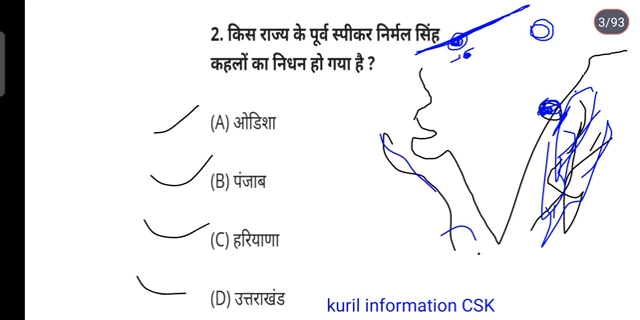 3/93
2. किस राज्य के पूर्व स्पीकर निर्मल सिंह
कहलों का निधन हो गया है ?
(A) ओडिशा
(B) पंजाब
(C) हरियाणा
(D) उत्तराखंड
kuril information CSK